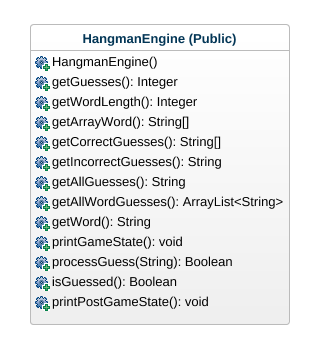 HangmanEngine (Public)
HangmanEngine()
getGuesses(): Integer
getWordLength(): Integer
getArrayWord(): String[]
getCorrectGuesses(): String[]
getIncorrectGuesses(): String
getAllGuesses(): String
getAllWordGuesses(): ArrayList<String>
getWord(): String
printGameState(): void
processGuess(String): Boolean
isGuessed(): Boolean
printPostGameState(): void